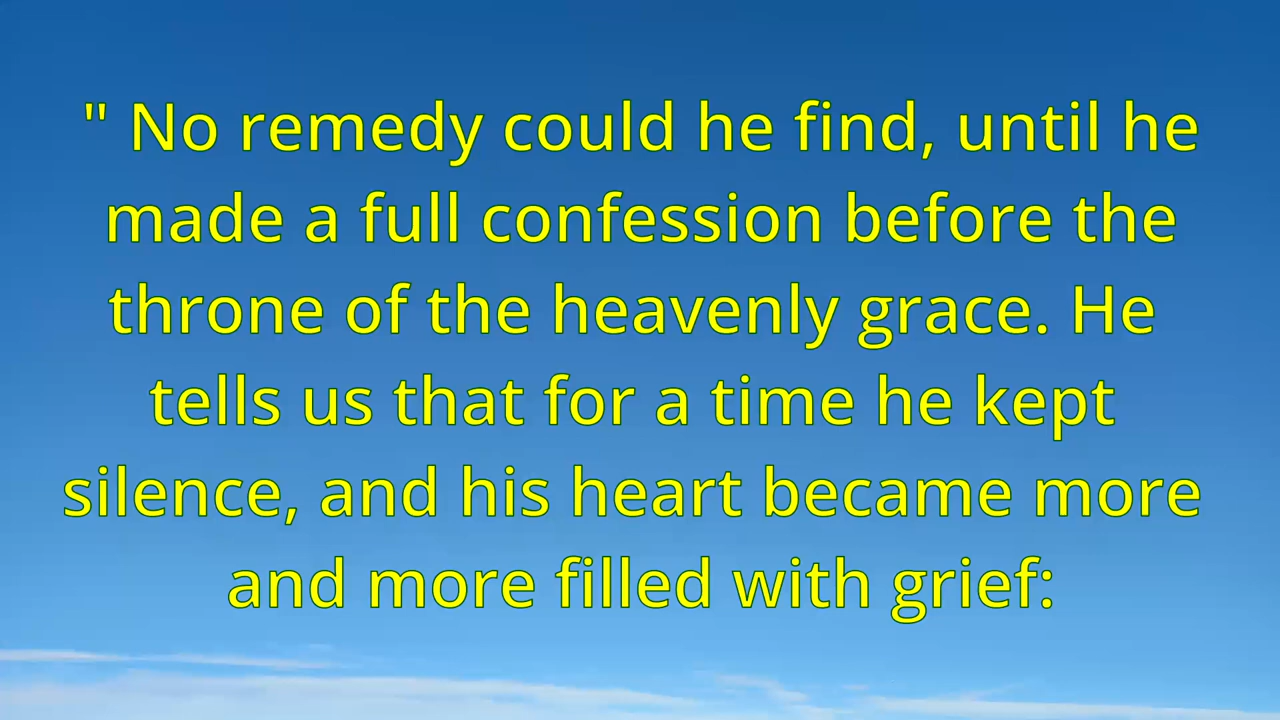 " No remedy could he find, until he
made a full confession before the
throne of the heavenly grace. He
tells us that for a time he kept
silence, and his heart became more
and more filled with grief: